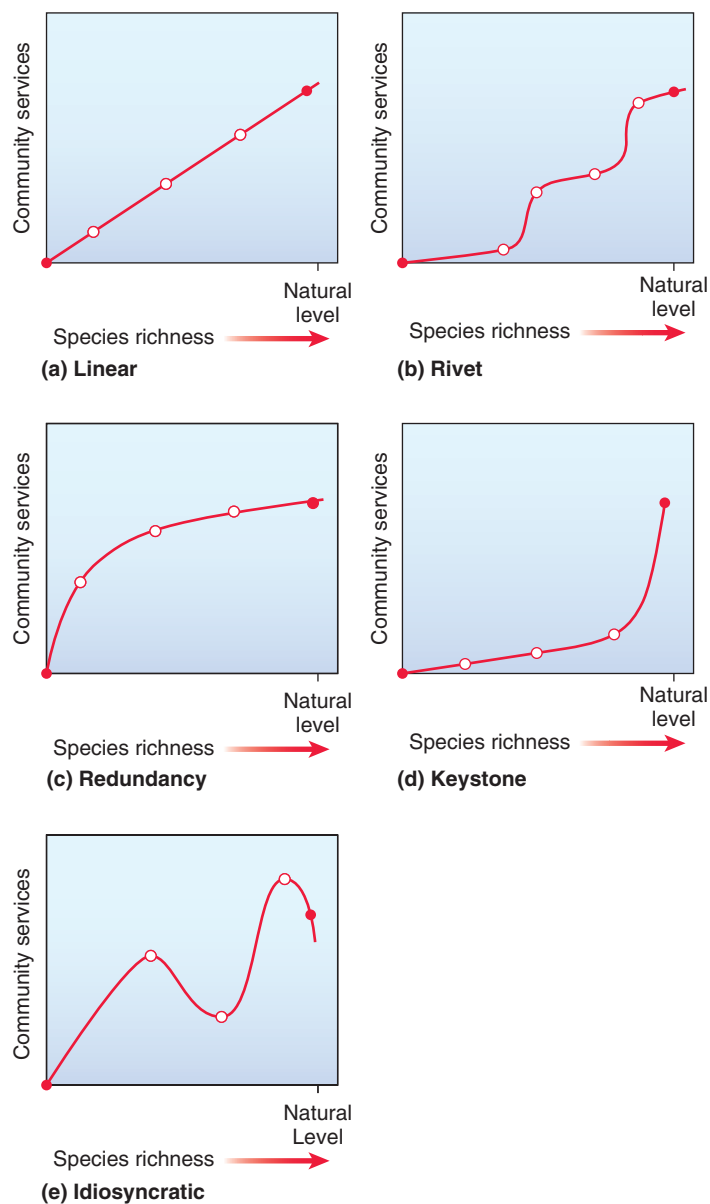 Community services
Natural
level
Species richness
(a) Linear
Community services
Natural
level
Species richness
(b) Rivet
Community services
Natural
level
Species richness
(c) Redundancy
Community services
Natural
level
Species richness
(d) Keystone
Community services
Natural
Level
Species richness
(e) Idiosyncratic